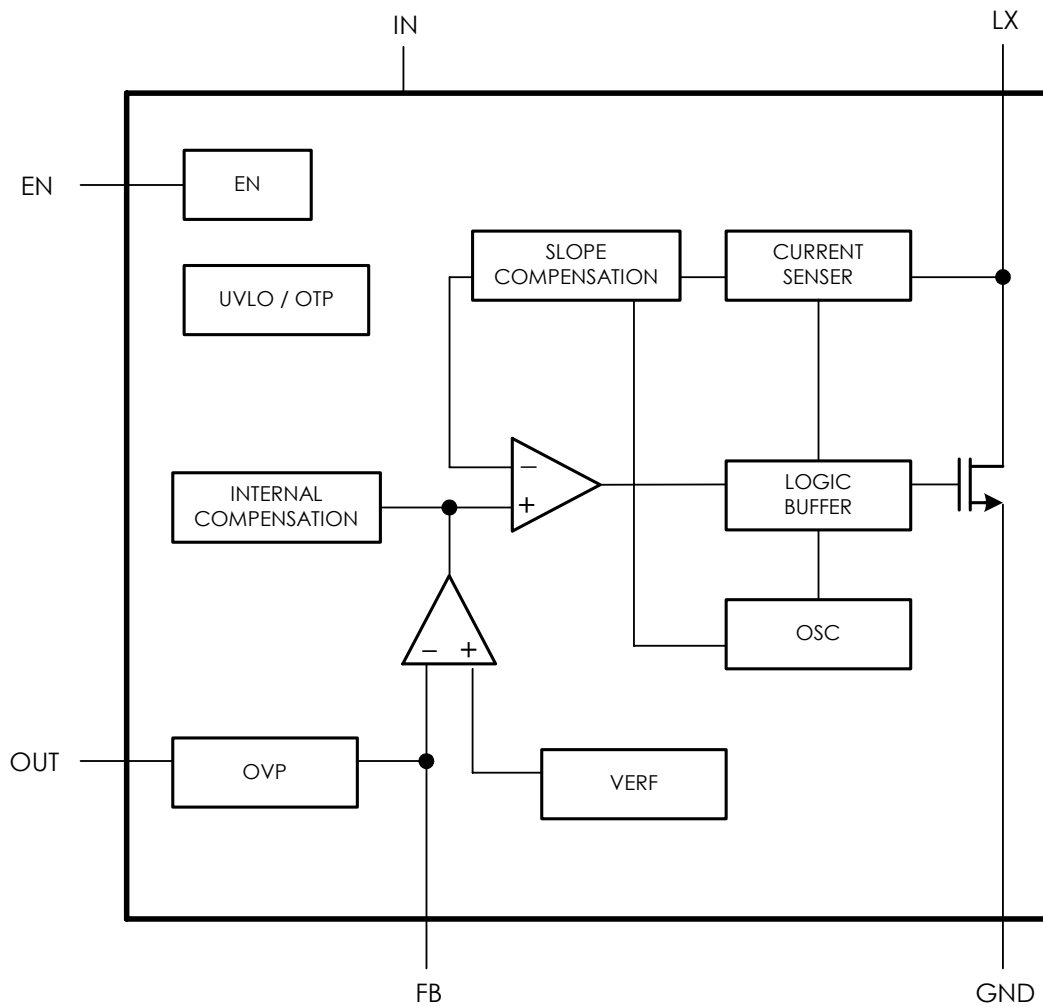 IN
LX
EN
EN
SLOPE
COMPENSATION
CURRENT
SENSER
UVLO / OTP
−
+
INTERNAL
COMPENSATION
LOGIC
BUFFER
OSC
− +
OUT
OVP
VERF
FB
GND